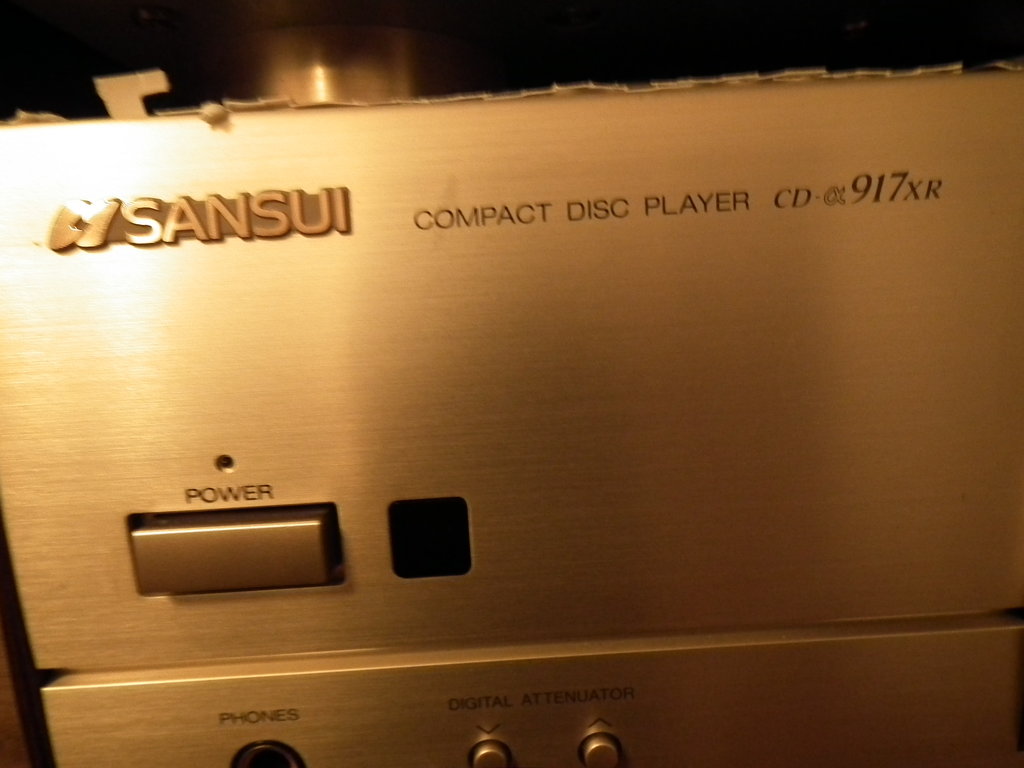 SANSUI COMPACT DISC PLAYER CD-α917XR
POWER
DIGITAL ATTENUATOR
PHONES